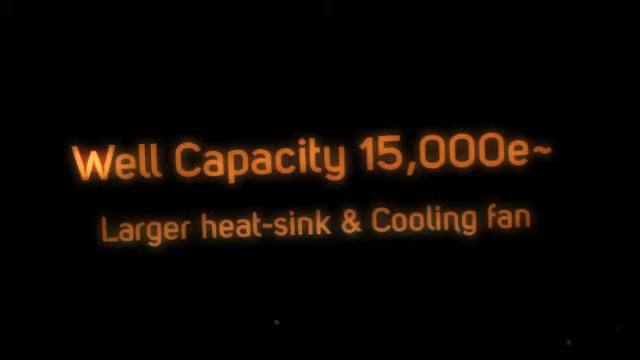 Well Capacity 15,000e~
Larger heat-sink & Cooling fan